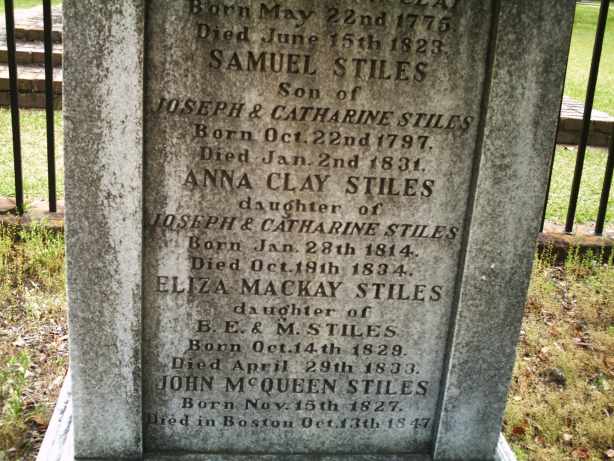 CLAY
Born May 22nd 1775
Died June 15th 1823.
SAMUEL STILES
Son of
JOSEPH & CATHARINE STILES
Born Oct. 22nd 1797.
Died Jan. 2nd 1831.
ANNA CLAY STILES
daughter of
JOSEPH & CATHARINE STILES
Born Jan. 28th 1814.
Died Oct. 19th 1834.
ELIZA MACKAY STILES
daughter of
B. E. & M. STILES
Born Oct. 14th 1829.
Died April 29th 1833.
JOHN McQUEEN STILES
Born Nov. 15th 1827.
Died in Boston Oct. 13th 1847